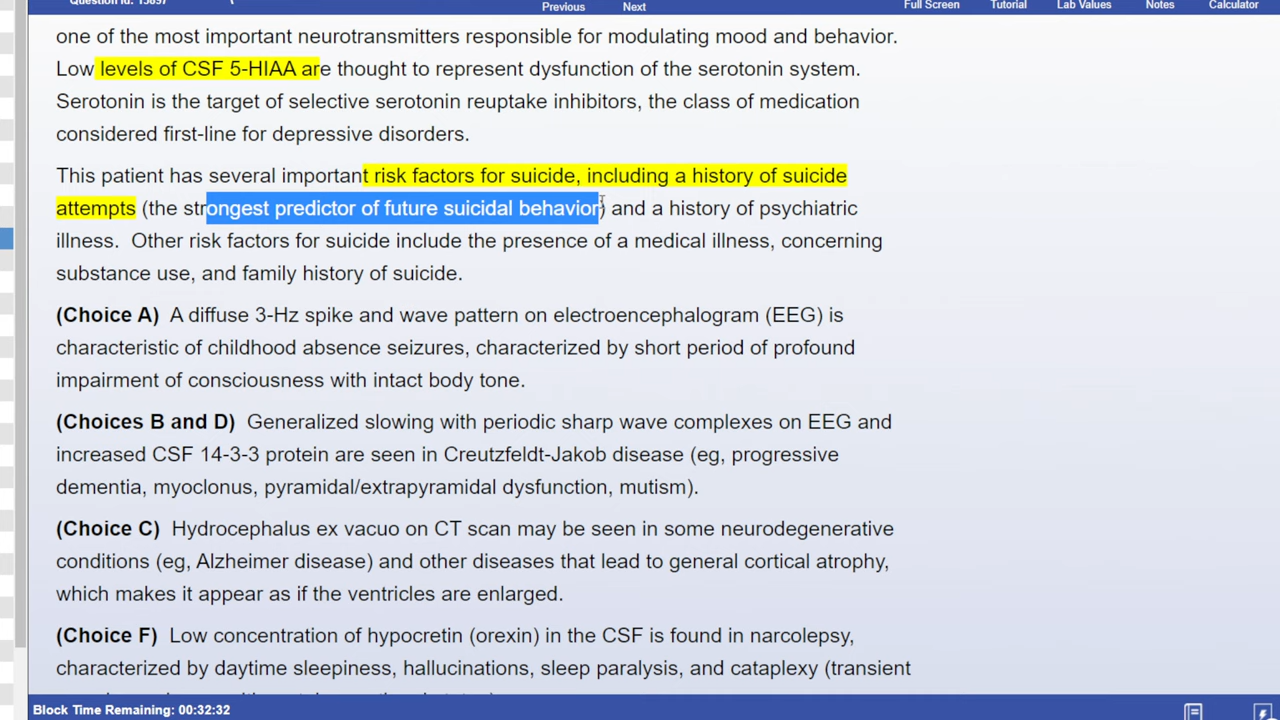 Previous Next Full Screen Tutorial Lab Values Notes Calculator
one of the most important neurotransmitters responsible for modulating mood and behavior.
Low levels of CSF 5-HIAA are thought to represent dysfunction of the serotonin system.
Serotonin is the target of selective serotonin reuptake inhibitors, the class of medication
considered first-line for depressive disorders.
This patient has several important risk factors for suicide, including a history of suicide
attempts (the strongest predictor of future suicidal behavior) and a history of psychiatric
illness.  Other risk factors for suicide include the presence of a medical illness, concerning
substance use, and family history of suicide.
(Choice A)  A diffuse 3-Hz spike and wave pattern on electroencephalogram (EEG) is
characteristic of childhood absence seizures, characterized by short period of profound
impairment of consciousness with intact body tone.
(Choices B and D)  Generalized slowing with periodic sharp wave complexes on EEG and
increased CSF 14-3-3 protein are seen in Creutzfeldt-Jakob disease (eg, progressive
dementia, myoclonus, pyramidal/extrapyramidal dysfunction, mutism).
(Choice C)  Hydrocephalus ex vacuo on CT scan may be seen in some neurodegenerative
conditions (eg, Alzheimer disease) and other diseases that lead to general cortical atrophy,
which makes it appear as if the ventricles are enlarged.
(Choice F)  Low concentration of hypocretin (orexin) in the CSF is found in narcolepsy,
characterized by daytime sleepiness, hallucinations, sleep paralysis, and cataplexy (transient
Block Time Remaining: 00:32:32